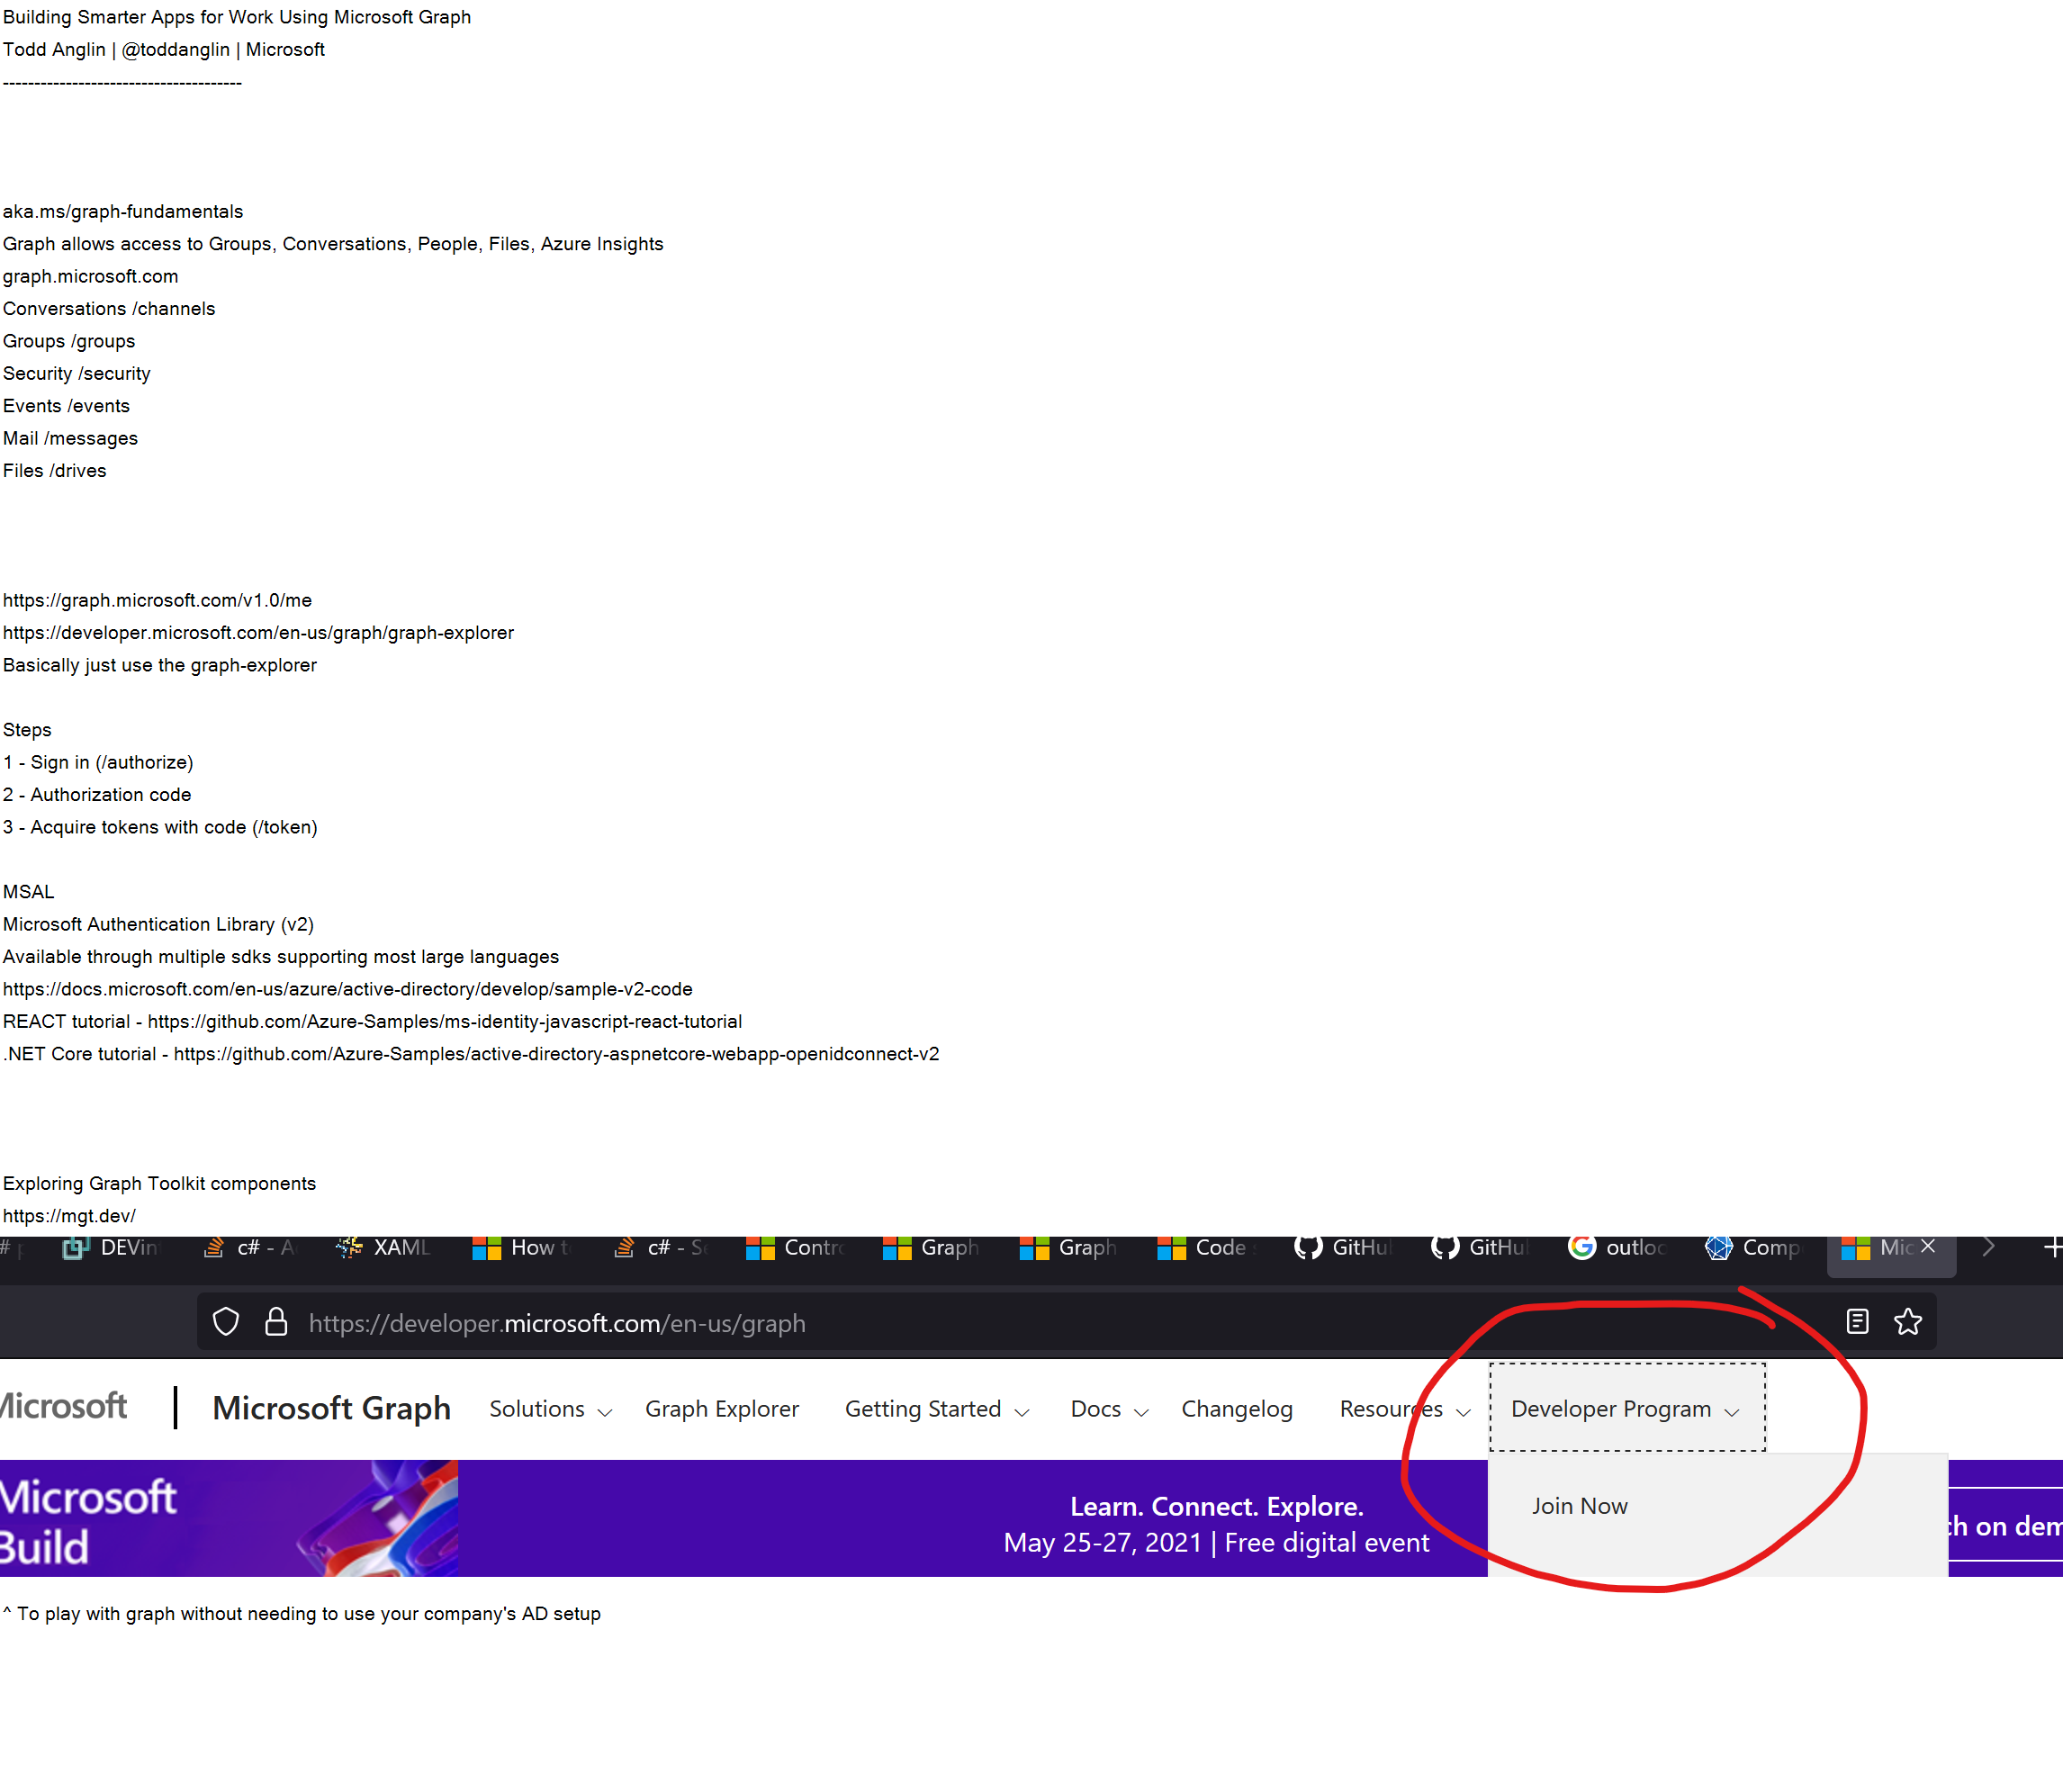 Building Smarter Apps for Work Using Microsoft Graph
Todd Anglin | @toddanglin | Microsoft
--------------------------------------
aka.ms/graph-fundamentals
Graph allows access to Groups, Conversations, People, Files, Azure Insights
graph.microsoft.com
Conversations /channels
Groups /groups
Security /security
Events /events
Mail /messages
Files /drives
https://graph.microsoft.com/v1.0/me
https://developer.microsoft.com/en-us/graph/graph-explorer
Basically just use the graph-explorer
Steps
1 - Sign in (/authorize)
2 - Authorization code
3 - Acquire tokens with code (/token)
MSAL
Microsoft Authentication Library (v2)
Available through multiple sdks supporting most large languages
https://docs.microsoft.com/en-us/azure/active-directory/develop/sample-v2-code
REACT tutorial - https://github.com/Azure-Samples/ms-identity-javascript-react-tutorial
.NET Core tutorial - https://github.com/Azure-Samples/active-directory-aspnetcore-webapp-openidconnect-v2
Exploring Graph Toolkit components
https://mgt.dev/
# DEVin c# - A XAML How t c# - S Contr Graph Graph Code GitHu GitHu outloo Comp Mic
https://developer.microsoft.com/en-us/graph
Microsoft | Microsoft Graph Solutions Graph Explorer Getting Started Docs Changelog Resources Developer Program
Microsoft
Build
Learn. Connect. Explore.
May 25-27, 2021 | Free digital event
Join Now
ch on dem
^ To play with graph without needing to use your company's AD setup